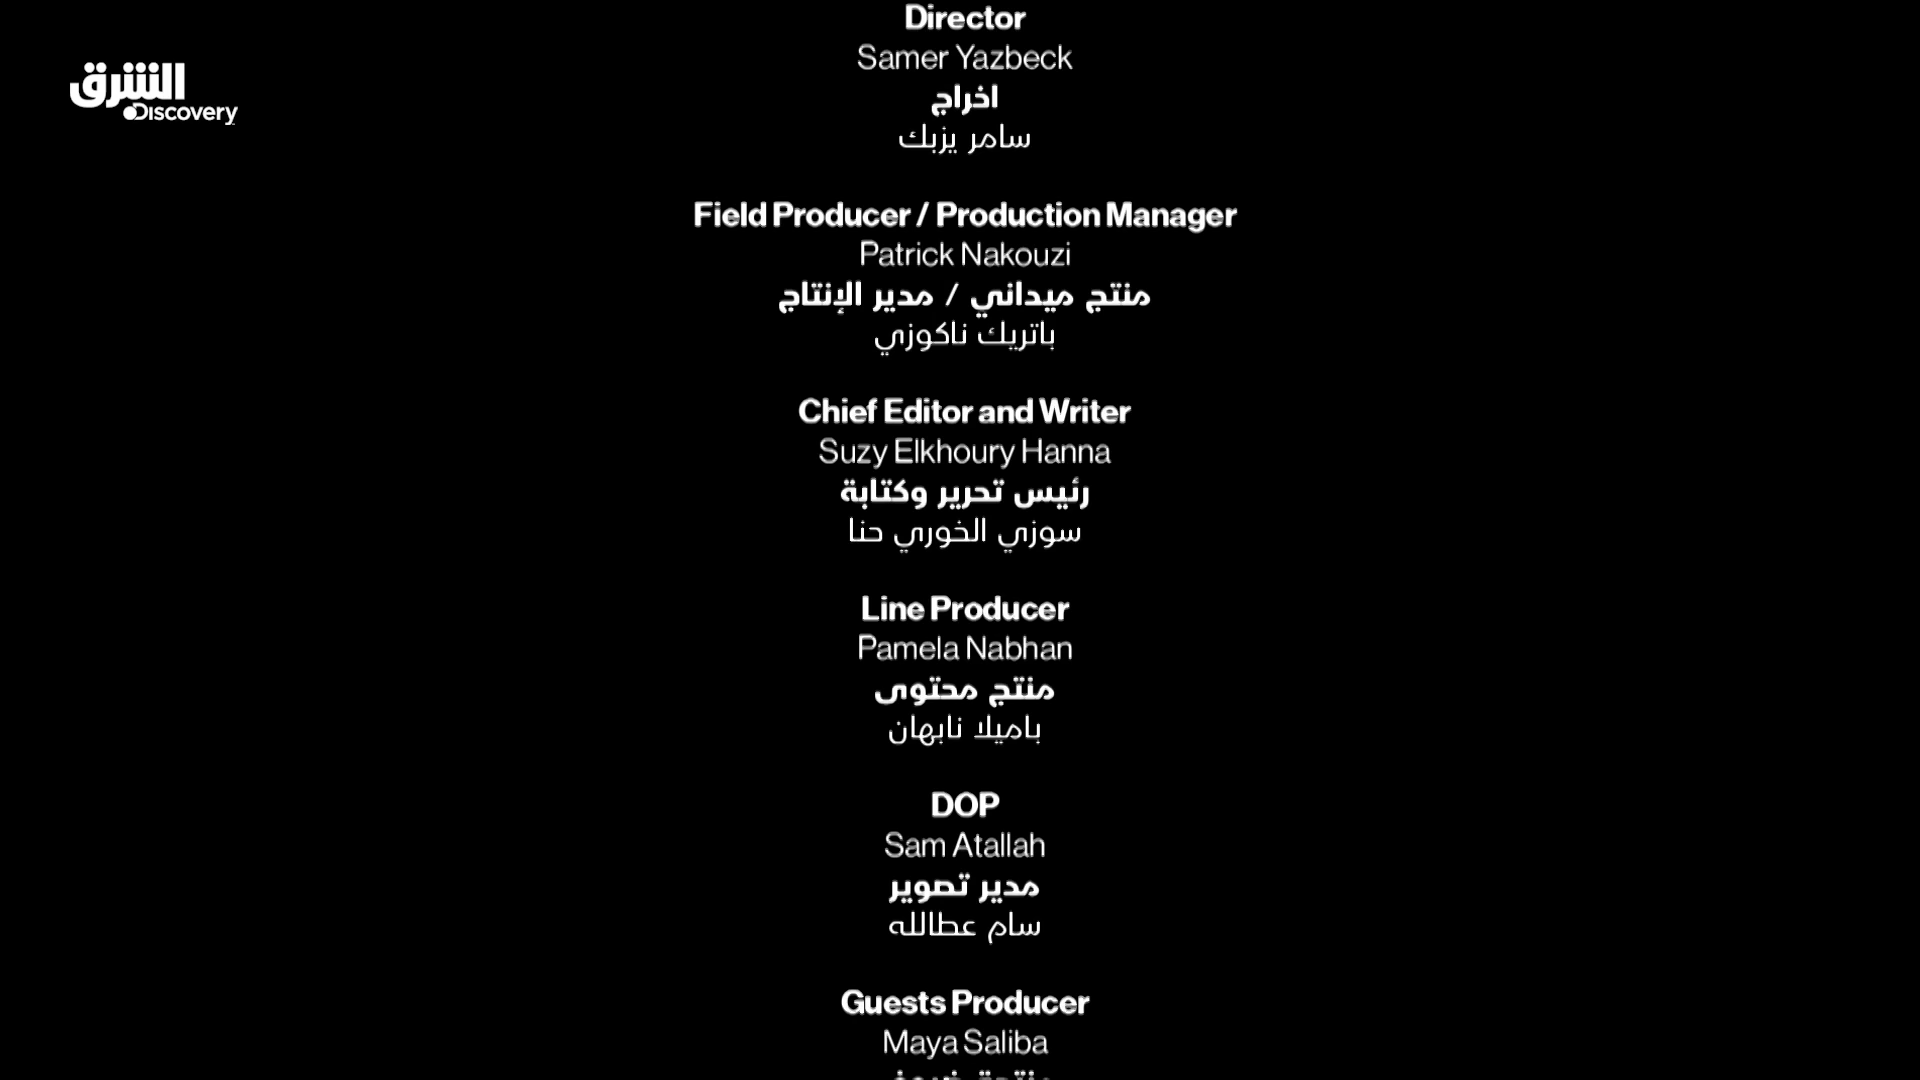 الشرق
Discovery
Director
Samer Yazbeck
اخراج
سامر يزبك
Field Producer / Production Manager
Patrick Nakouzi
منتج ميداني / مدير الإنتاج
باتريك ناكوزي
Chief Editor and Writer
Suzy Elkhoury Hanna
رئيس تحرير وكتابة
سوزي الخوري حنا
Line Producer
Pamela Nabhan
منتج محتوى
باميلا نابهان
DOP
Sam Atallah
مدير تصوير
سام عطالله
Guests Producer
Maya Saliba